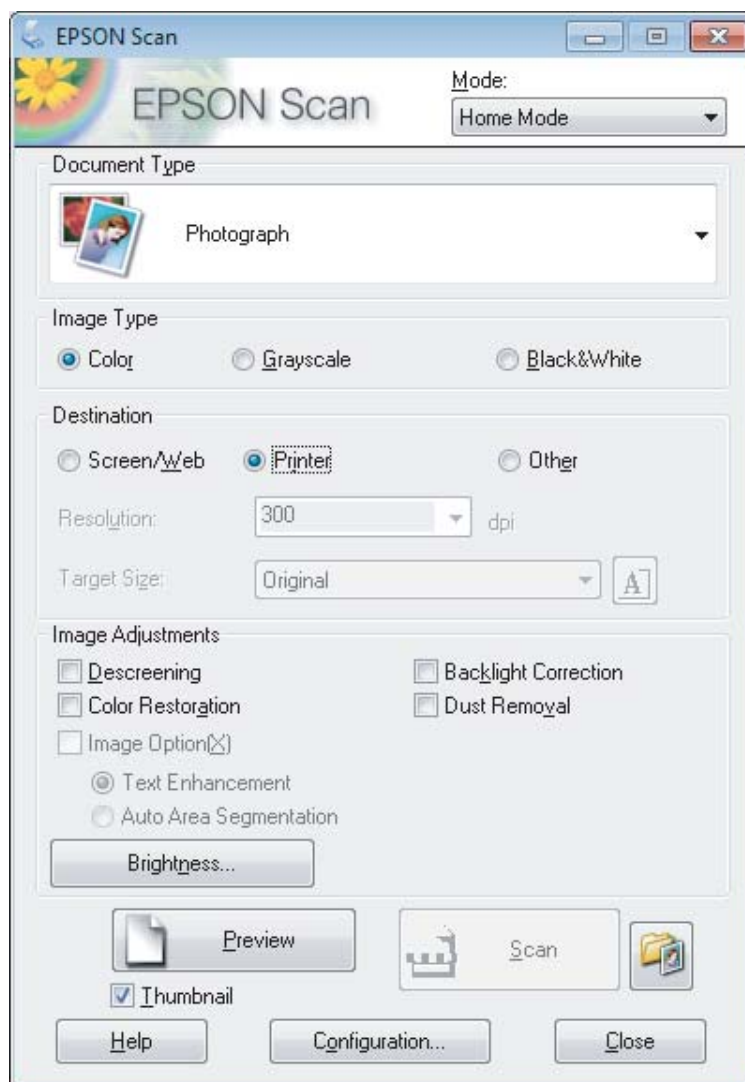 EPSON Scan
EPSON Scan
Mode:
Home Mode
Document Type
Photograph
Image Type
Color
Grayscale
Black&White
Destination
Screen/Web
Printer
Other
Resolution:
300
dpi
Target Size:
Original
A
Image Adjustments
Descreening
Backlight Correction
Color Restoration
Dust Removal
Image Option(X)
Text Enhancement
Auto Area Segmentation
Brightness...
Preview
Scan
Thumbnail
Help
Configuration...
Close